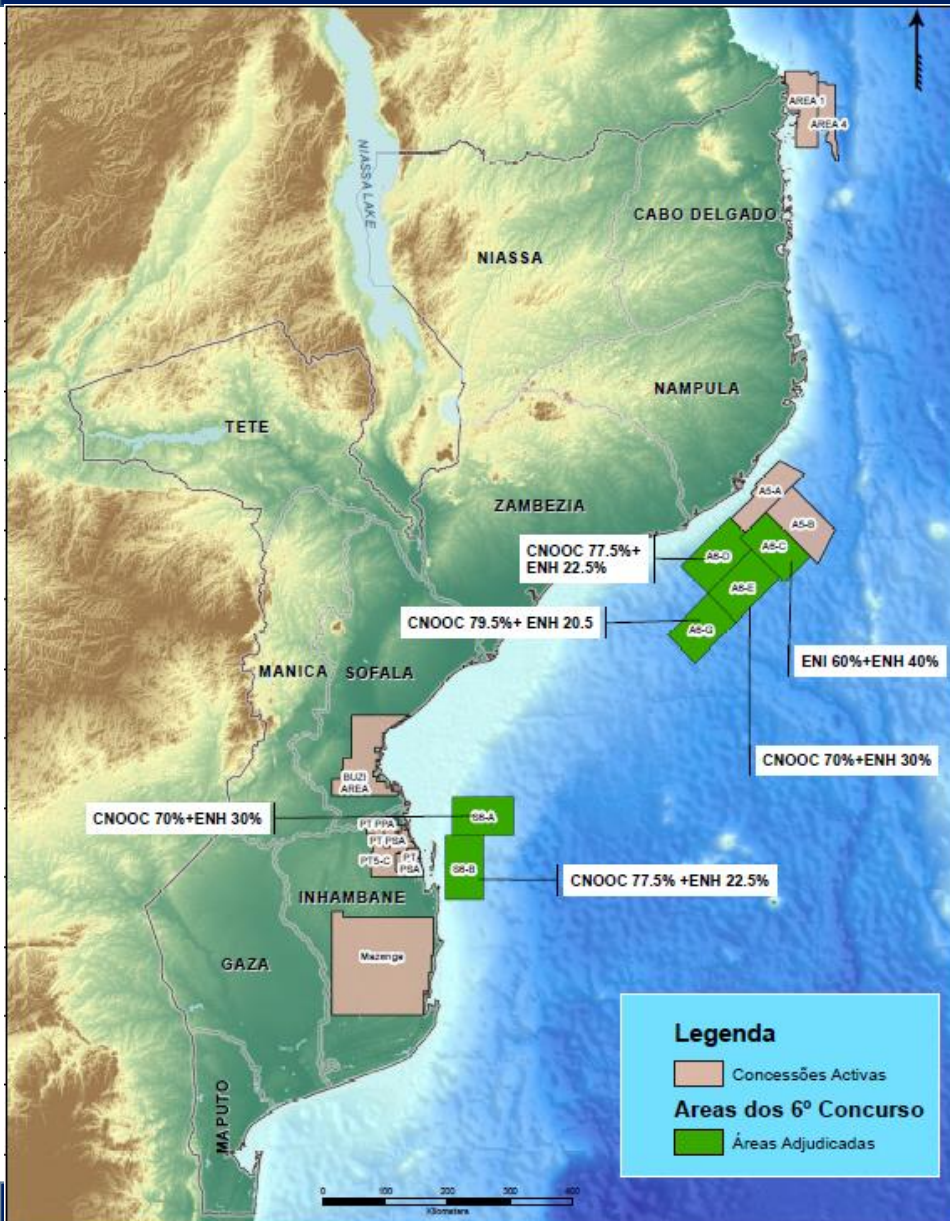 AREA 1
AREA 4
NIASSA LAKE
CABO DELGADO
NIASSA
NAMPULA
TETE
ZAMBEZIA
A5-A
A5-B
CNOOC 77.5%+
ENH 22.5%
A6-D
A6-C
A6-E
CNOOC 79.5%+ ENH 20.5
A6-G
ENI 60%+ENH 40%
MANICA
SOFALA
CNOOC 70%+ENH 30%
BUZI
AREA
CNOOC 70%+ENH 30%
S6-A
PT PPA
PT PSA
PT5-C
PT
PSA
S6-B
CNOOC 77.5% +ENH 22.5%
INHAMBANE
GAZA
Mazenga
MAPUTO
Legenda
Concessões Activas
Areas dos 6º Concurso
Áreas Adjudicadas
0 100 200 300 400
Kilometers